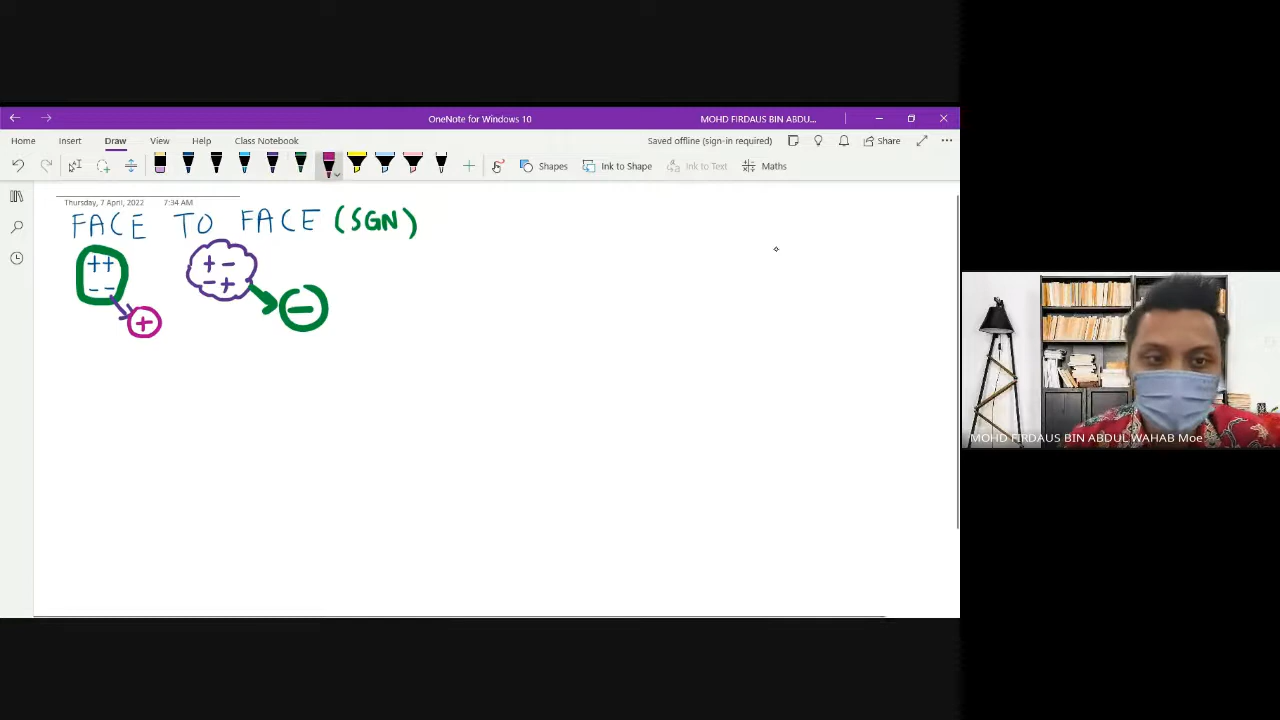 OneNote for Windows 10
MOHD FIRDAUS BIN ABDU...
Home Insert Draw View Help Class Notebook
Saved offline (sign-in required)
Share
Shapes Ink to Shape Ink to Text Maths
Thursday, 7 April, 2022 7:34 AM
FACE TO FACE (SGN)
++ + -
- - - +
+ -
MOHD FIRDAUS BIN ABDUL WAHAB Moe